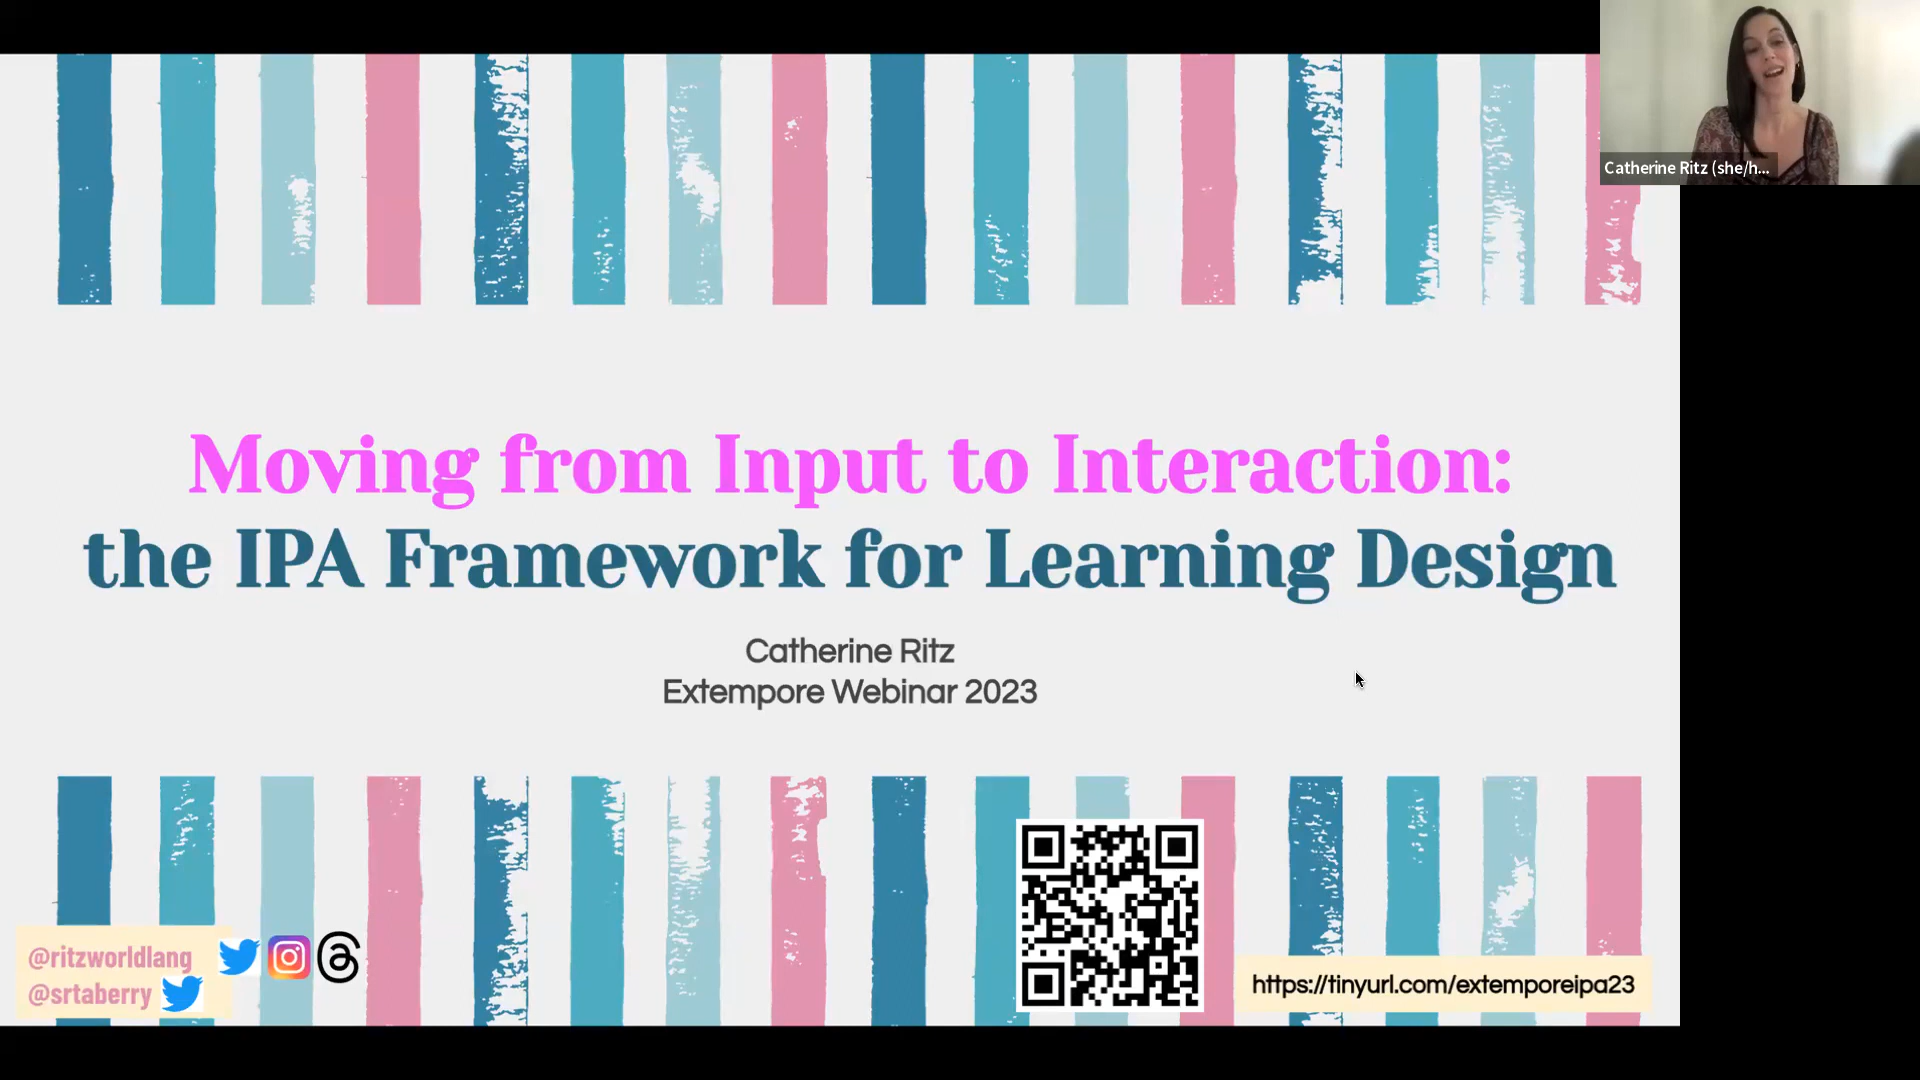 Catherine Ritz (she/h...
Moving from Input to Interaction:
the IPA Framework for Learning Design
Catherine Ritz
Extempore Webinar 2023
@ritzworldlang
@srtaberry
https://tinyurl.com/extemporeipa23